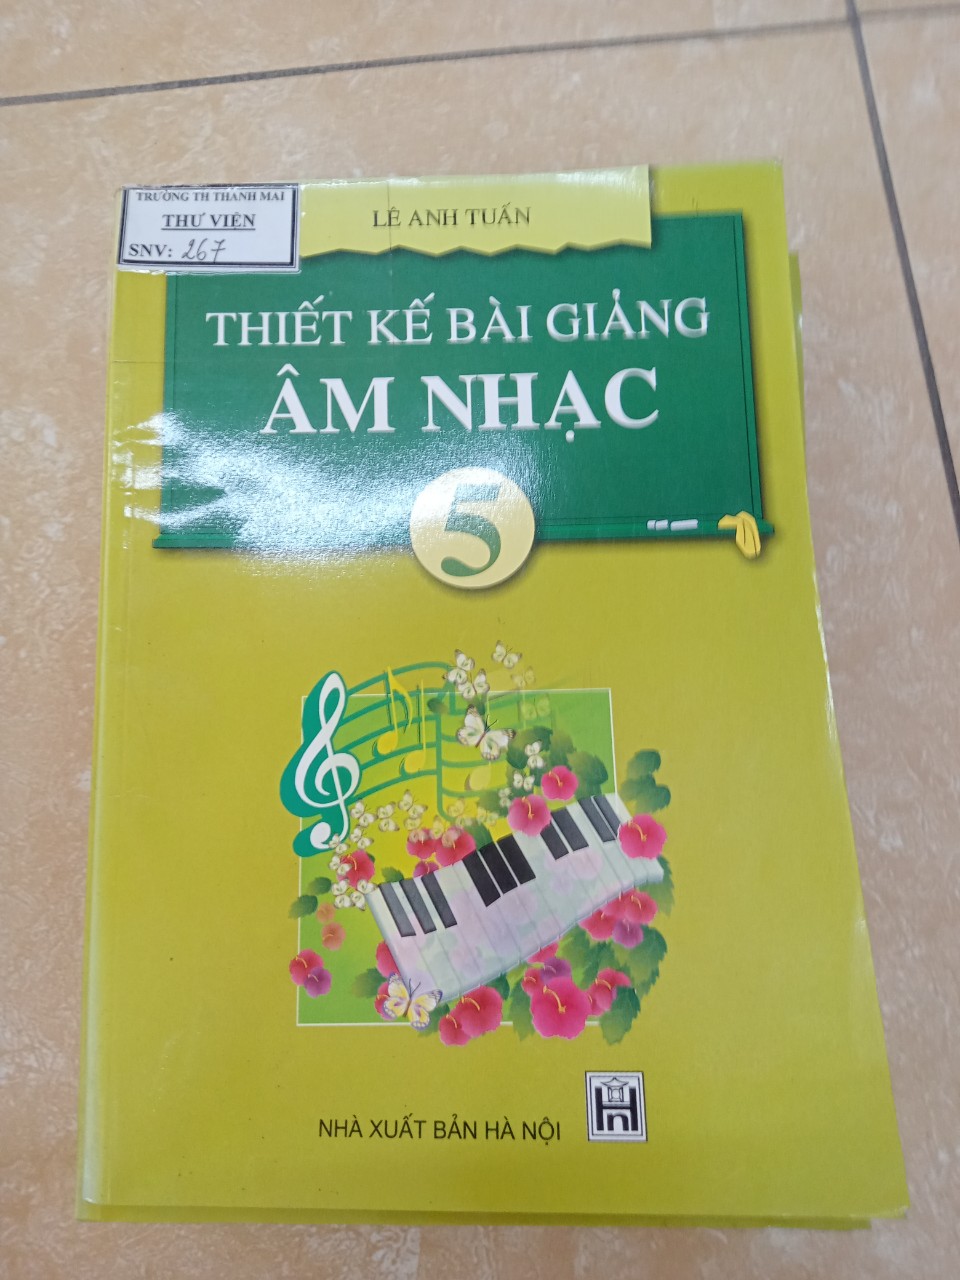 TRƯỜNG TH THANH MAI
THƯ VIỆN
SNV: 267
LÊ ANH TUẤN
THIẾT KẾ BÀI GIẢNG
ÂM NHẠC
5
NHÀ XUẤT BẢN HÀ NỘI
Hn